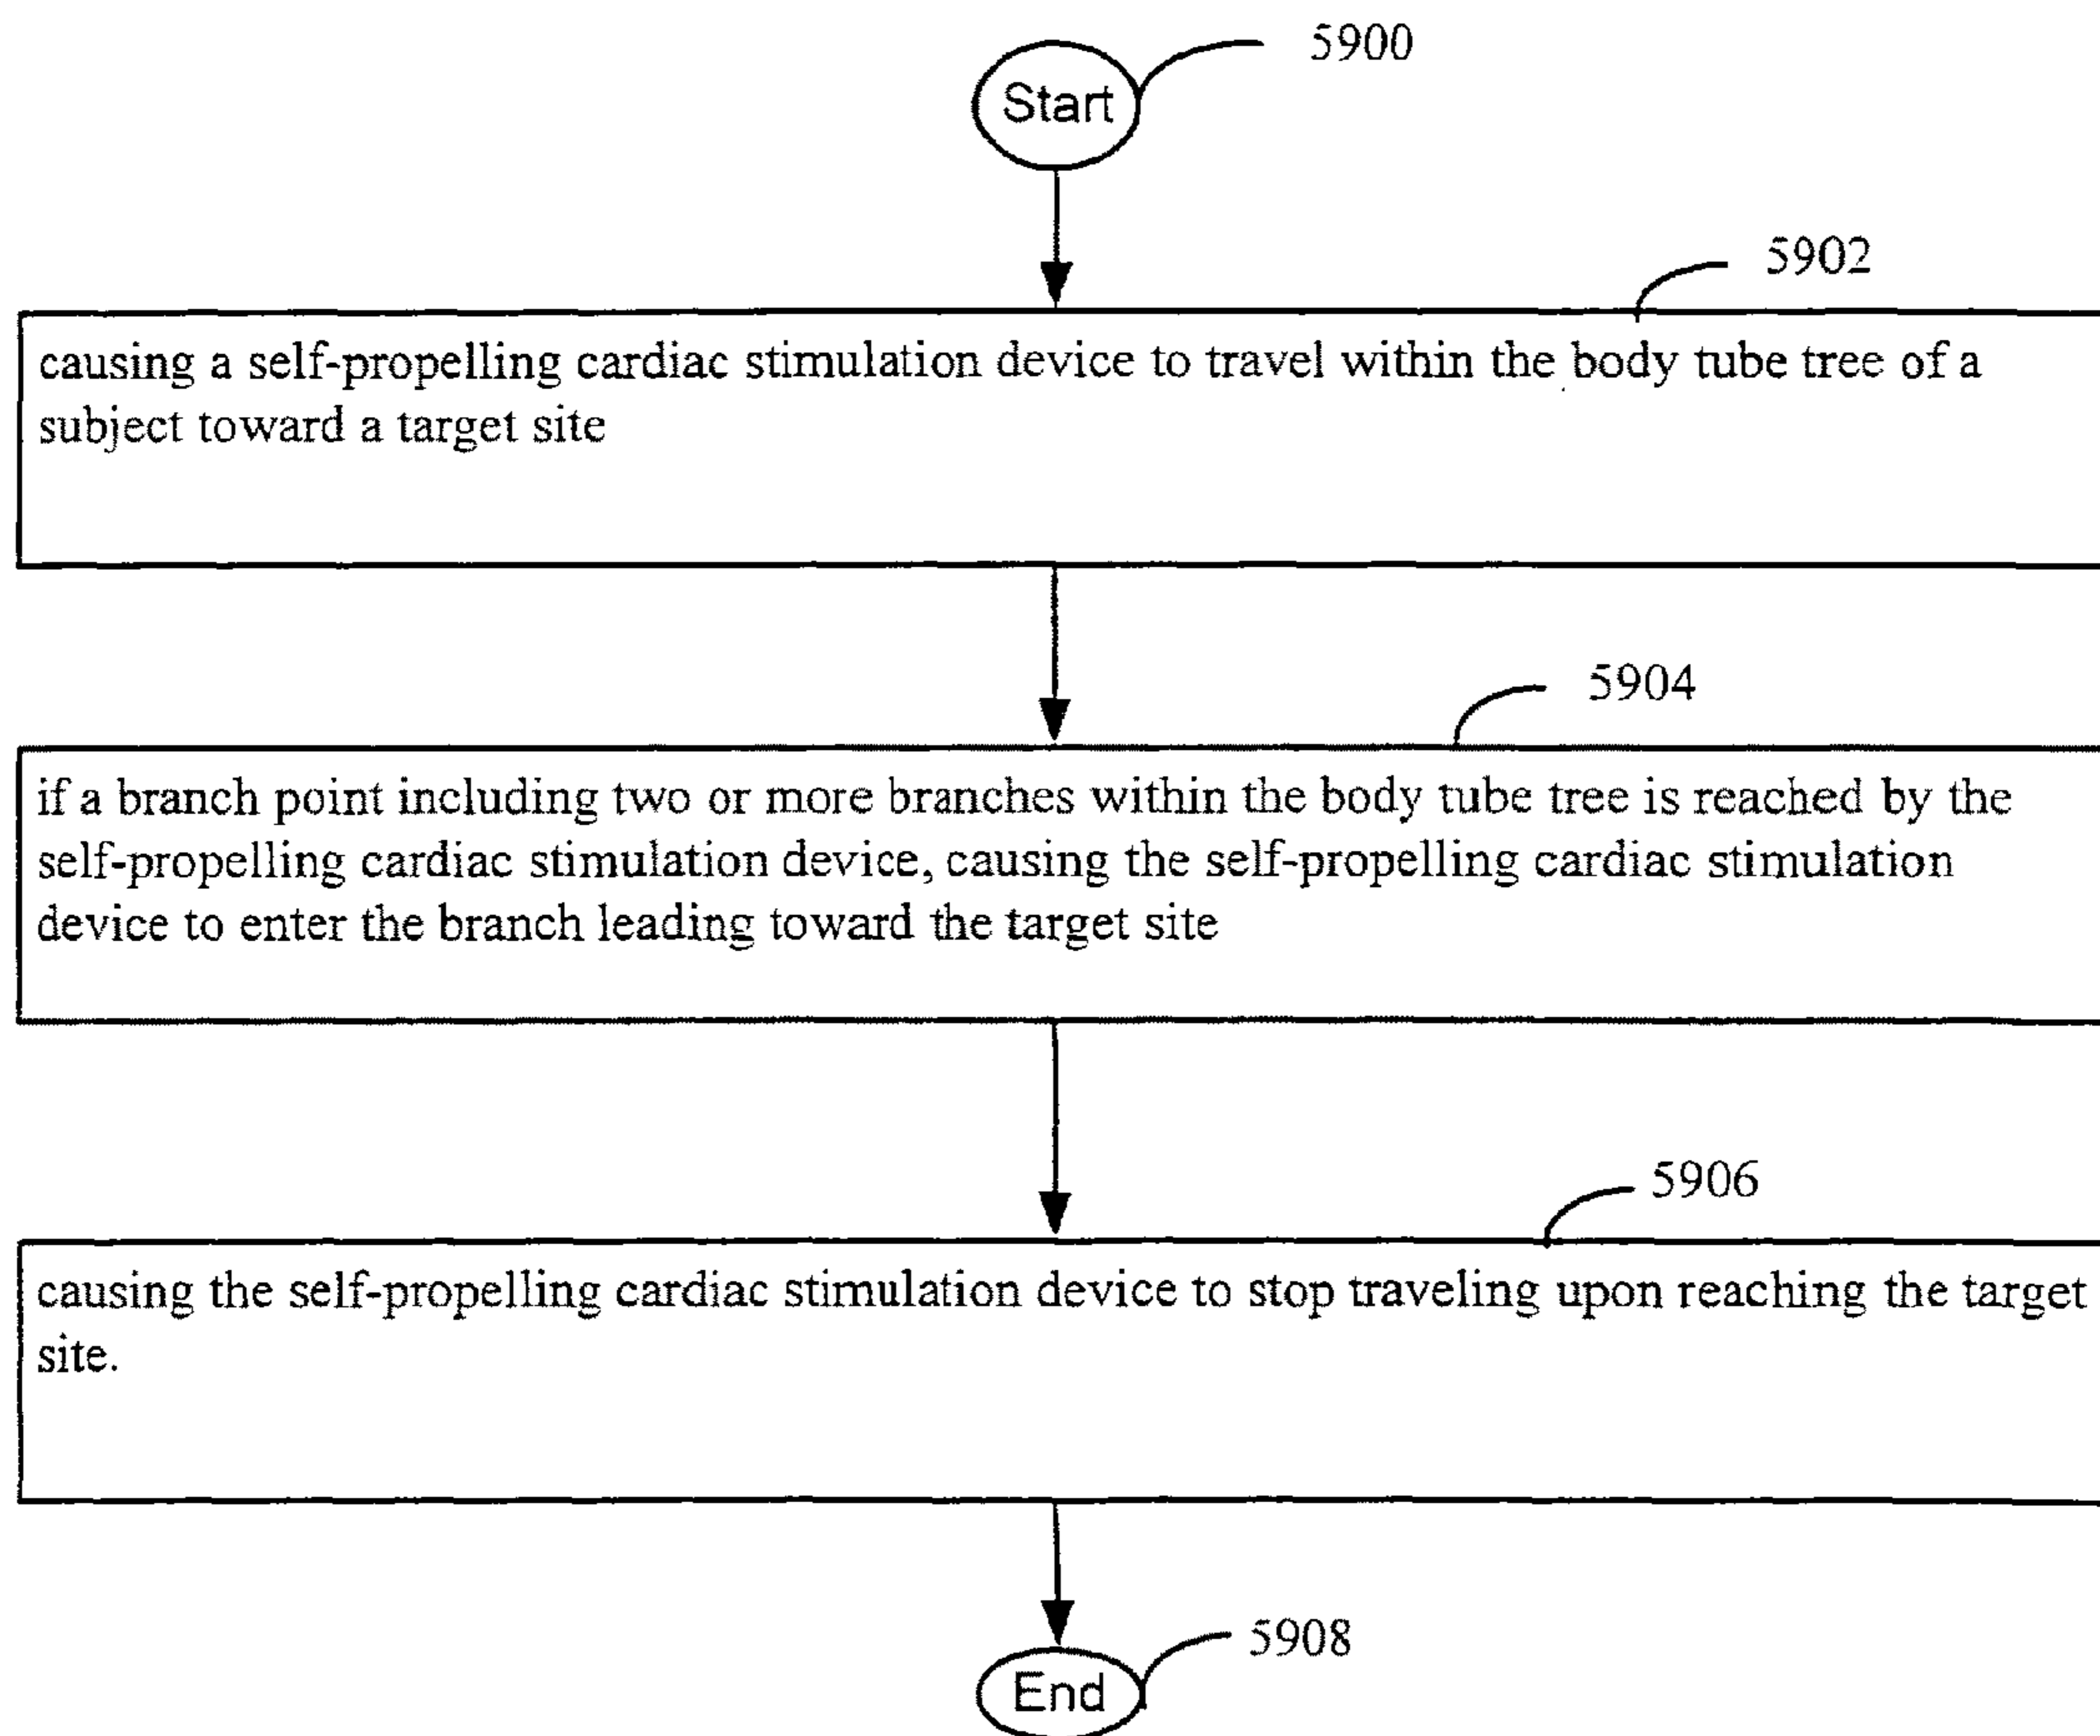 5900
Start
5902
causing a self-propelling cardiac stimulation device to travel within the body tube tree of a
subject toward a target site
5904
if a branch point including two or more branches within the body tube tree is reached by the
self-propelling cardiac stimulation device, causing the self-propelling cardiac stimulation
device to enter the branch leading toward the target site
5906
causing the self-propelling cardiac stimulation device to stop traveling upon reaching the target
site.
5908
End